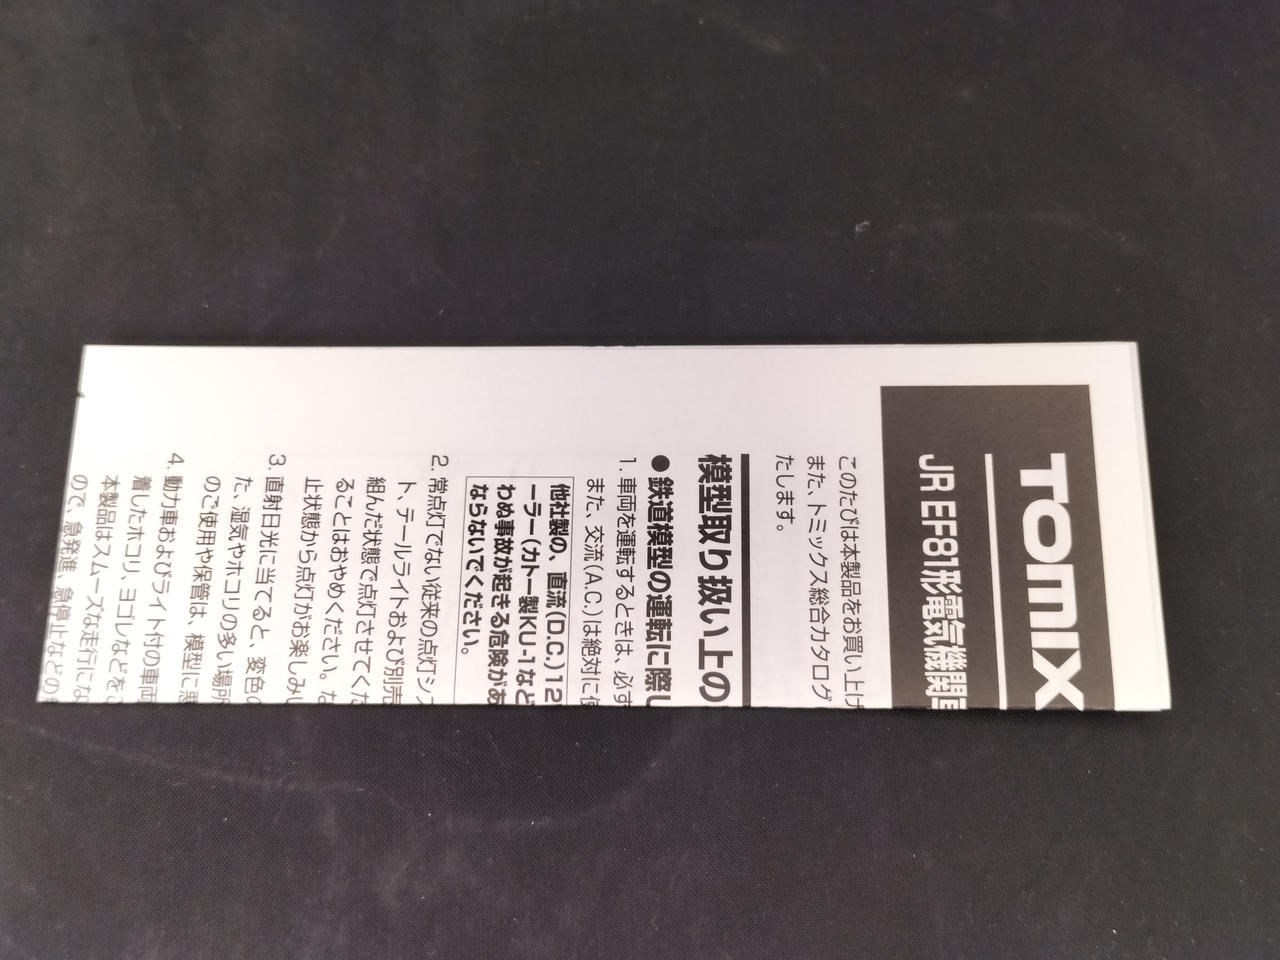 TOMIX
JR EF81形電気機関
このたびは本製品をお買い上げ
また、トミックス総合カタログ
たします。
模型取り扱い上の
●鉄道模型の運転に際し
1. 車両を運転するときは、必ず
また、交流(A.C.)は絶対に
他社製の、直流(D.C.)12
ーラー(カトー製KU-1など
わぬ事故が起きる危険があ
ならないでください。
2. 常点灯でない従来の点灯シス
ト、テールライトおよび別売
組んだ状態で点灯させてくだ
ることはおやめください。な
止状態から点灯がお楽しみい
3. 直射日光に当てると、変色
た、湿気やホコリの多い場所
のご使用や保管は、模型に悪
4. 動力車およびライト付の車両
着したホコリ、ヨゴレなどを
本製品はスムーズな走行にな
ので、急発進、急停止などの